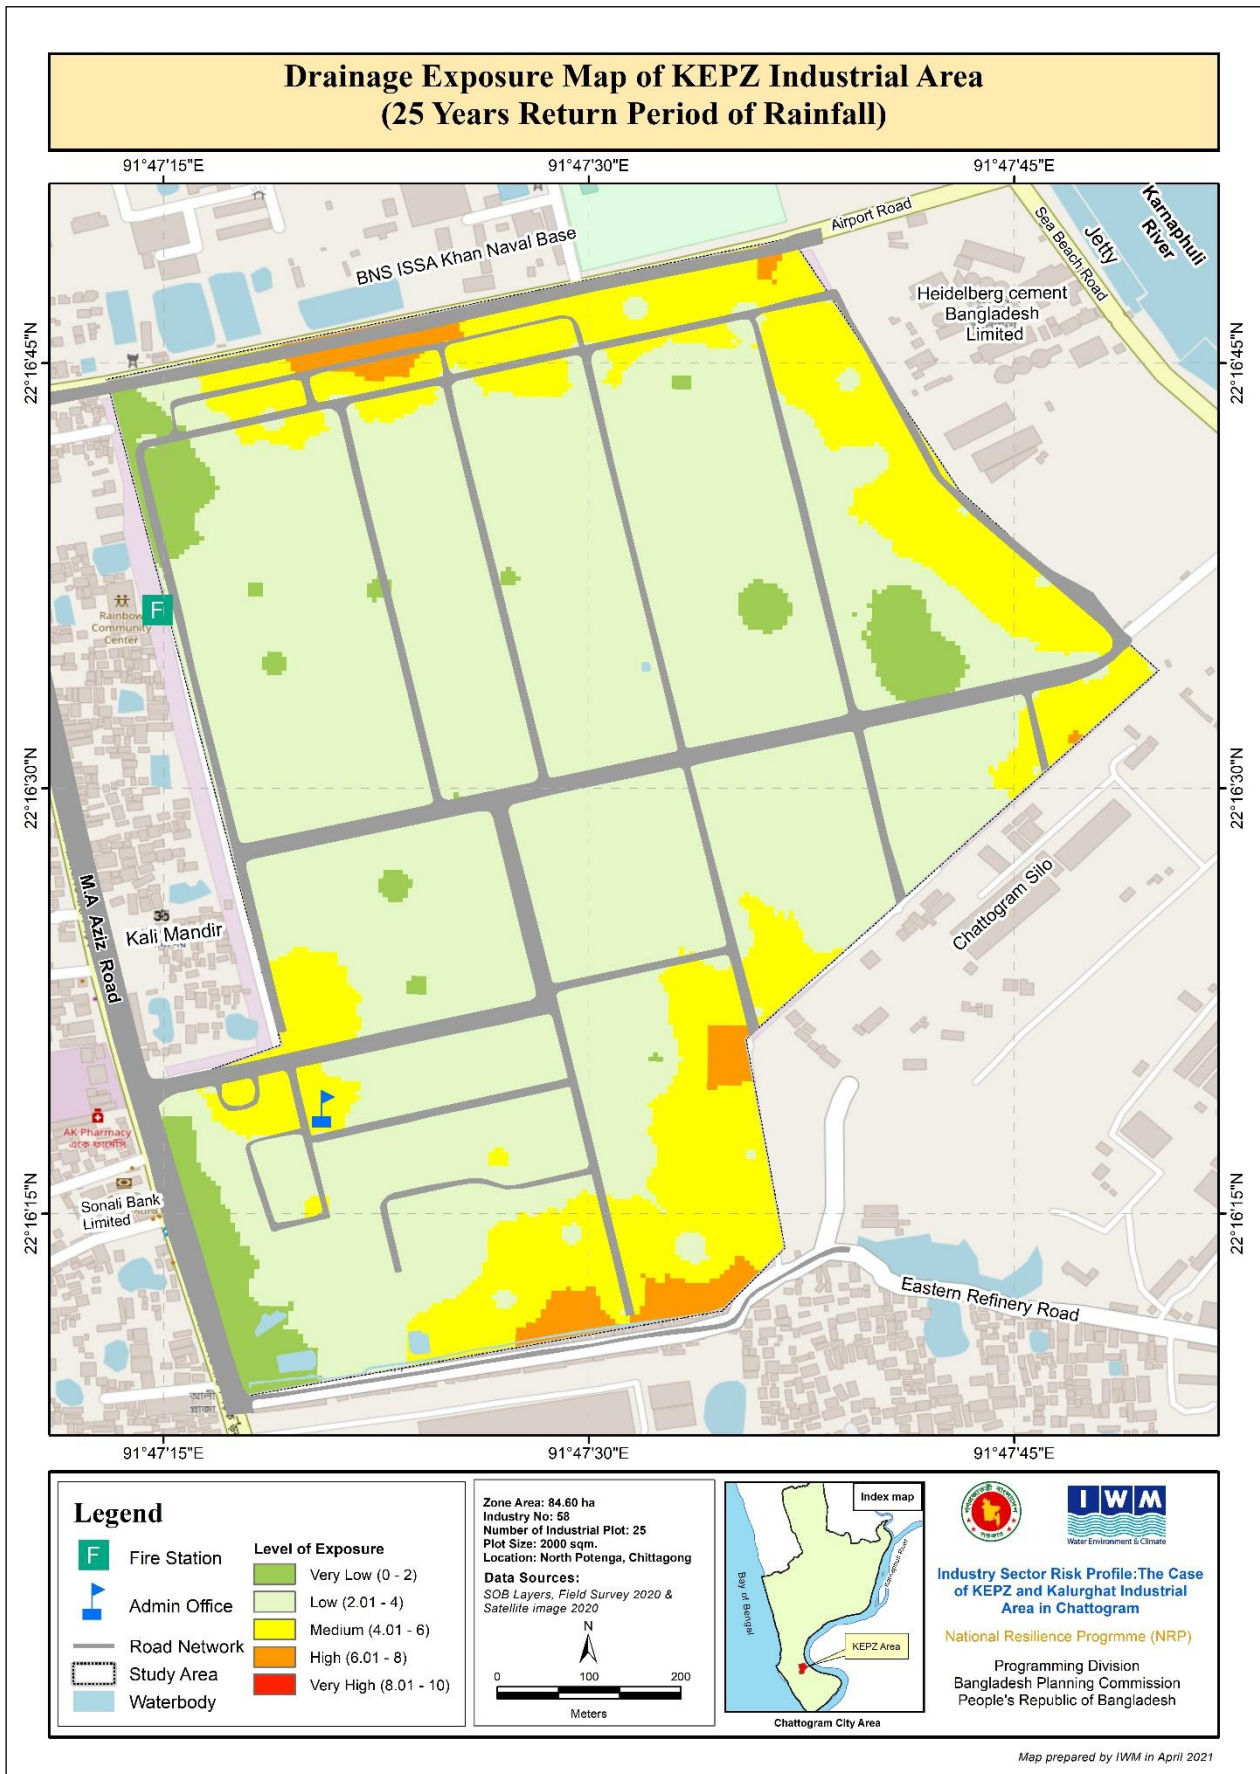 Drainage Exposure Map of KEPZ Industrial Area
(25 Years Return Period of Rainfall)
91°47'15"E
91°47'30"E
91°47'45"E
22°16'45"N
22°16'30"N
22°16'15"N
22°16'45"N
22°16'30"N
22°16'15"N
BNS ISSA Khan Naval Base
Airport Road
Sea Beach Road
Jetty
Karnaphuli
River
Heidelberg cement
Bangladesh
Limited
F
Rainbow
Community
Center
Kali Mandir
M.A Aziz Road
Chattogram Silo
AK Pharmacy
একে ফার্মেসি
Sonali Bank
Limited
Eastern Refinery Road
আলী
প্লাজা
91°47'15"E
91°47'30"E
91°47'45"E
Legend
F
Fire Station
Admin Office
Road Network
Study Area
Waterbody
Level of Exposure
Very Low (0 - 2)
Low (2.01 - 4)
Medium (4.01 - 6)
High (6.01 - 8)
Very High (8.01 - 10)
Zone Area: 84.60 ha
Industry No: 58
Number of Industrial Plot: 25
Plot Size: 2000 sqm.
Location: North Potenga, Chittagong
Data Sources:
SOB Layers, Field Survey 2020 &
Satellite image 2020
N
0 100 200
Meters
Index map
Karnaphuli River
Bay of Bengal
KEPZ Area
Chattogram City Area
IWM
Water Environment & Climate
Industry Sector Risk Profile:The Case
of KEPZ and Kalurghat Industrial
Area in Chattogram
National Resilience Progrmme (NRP)
Programming Division
Bangladesh Planning Commission
People's Republic of Bangladesh
Map prepared by IWM in April 2021